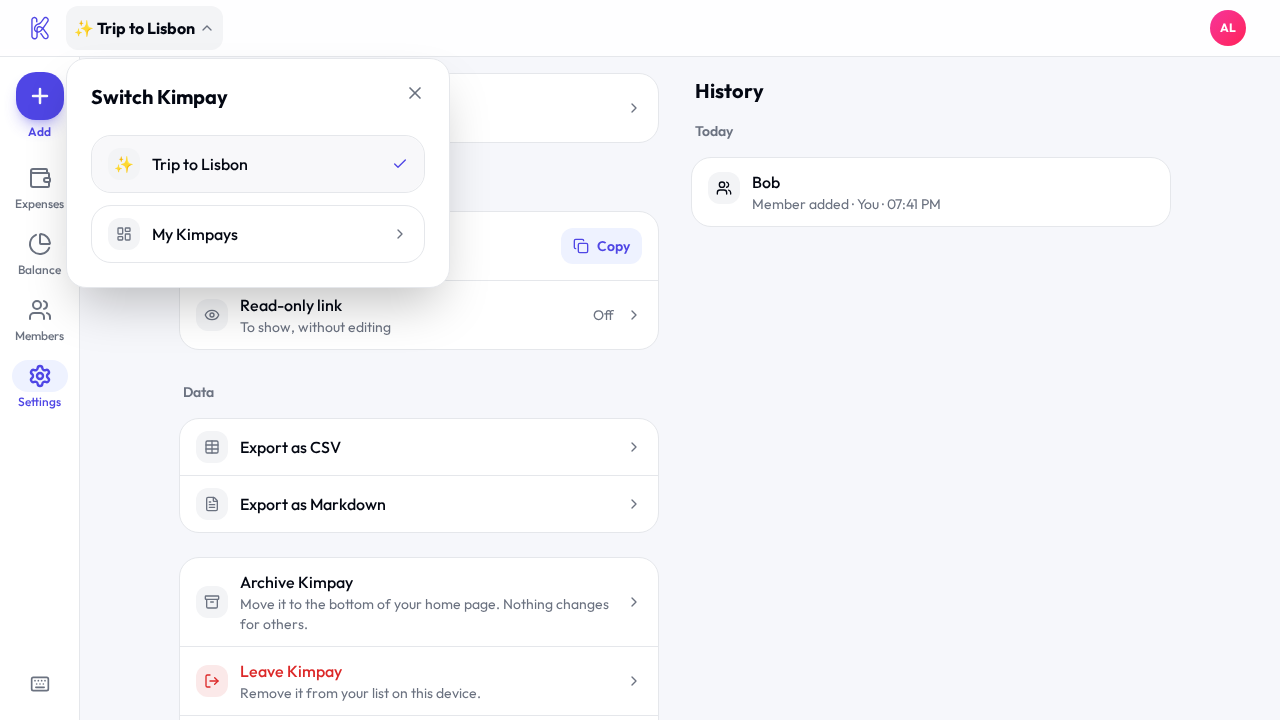 ✨ Trip to Lisbon
AL
Add
Expenses
Balance
Members
Settings
Switch Kimpay
✨ Trip to Lisbon
My Kimpays
Copy
Read-only link
To show, without editing
Off
Data
Export as CSV
Export as Markdown
Archive Kimpay
Move it to the bottom of your home page. Nothing changes
for others.
Leave Kimpay
Remove it from your list on this device.
History
Today
Bob
Member added · You · 07:41 PM